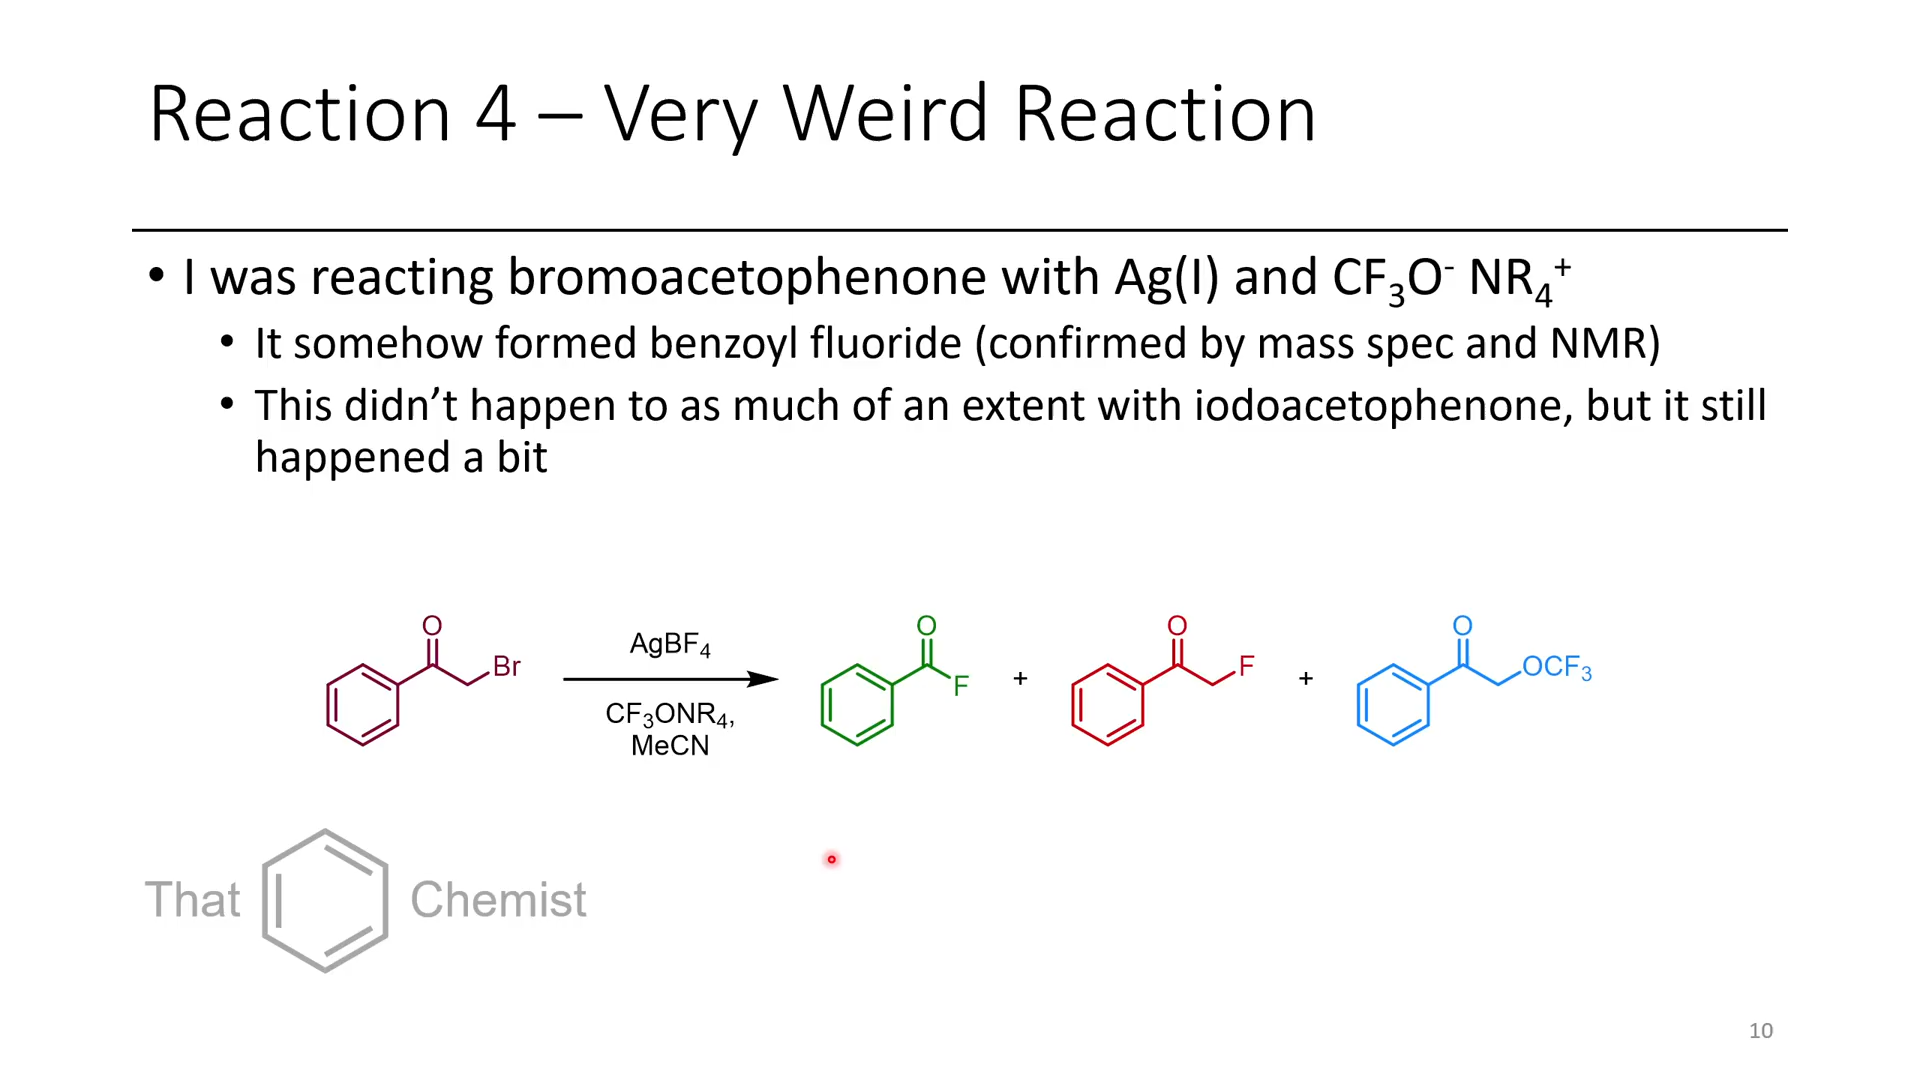 Reaction 4 – Very Weird Reaction
• I was reacting bromoacetophenone with Ag(I) and CF₃O⁻ NR₄⁺
• It somehow formed benzoyl fluoride (confirmed by mass spec and NMR)
• This didn’t happen to as much of an extent with iodoacetophenone, but it still
happened a bit
O
Br
AgBF₄
CF₃ONR₄,
MeCN
O
F
+
O
F
+
O
OCF₃
That Chemist
10